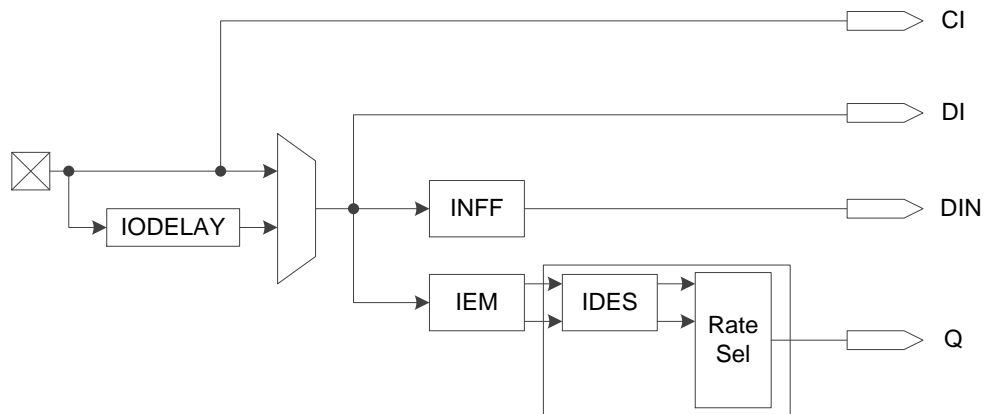 CI
DI
IODELAY
INFF
DIN
IEM
IDES
Rate
Sel
Q